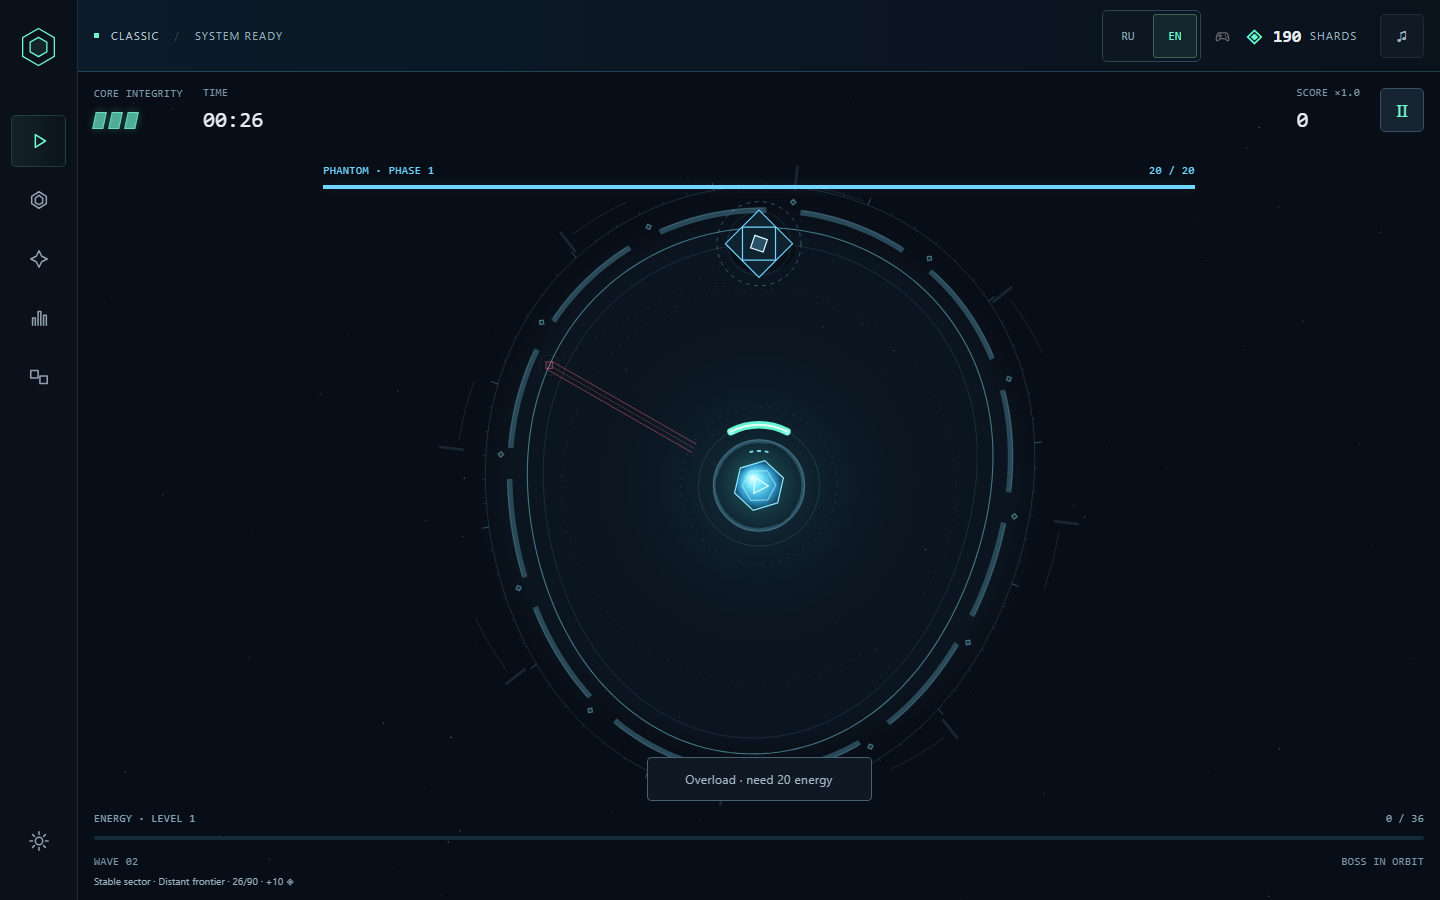 CLASSIC / SYSTEM READY
RU EN 190 SHARDS
CORE INTEGRITY TIME
00:26
SCORE ×1.0
0
PHANTOM · PHASE 1 20 / 20
Overload · need 20 energy
ENERGY · LEVEL 1 0 / 36
WAVE 02 BOSS IN ORBIT
Stable sector · Distant frontier · 26/90 · +10 ◈